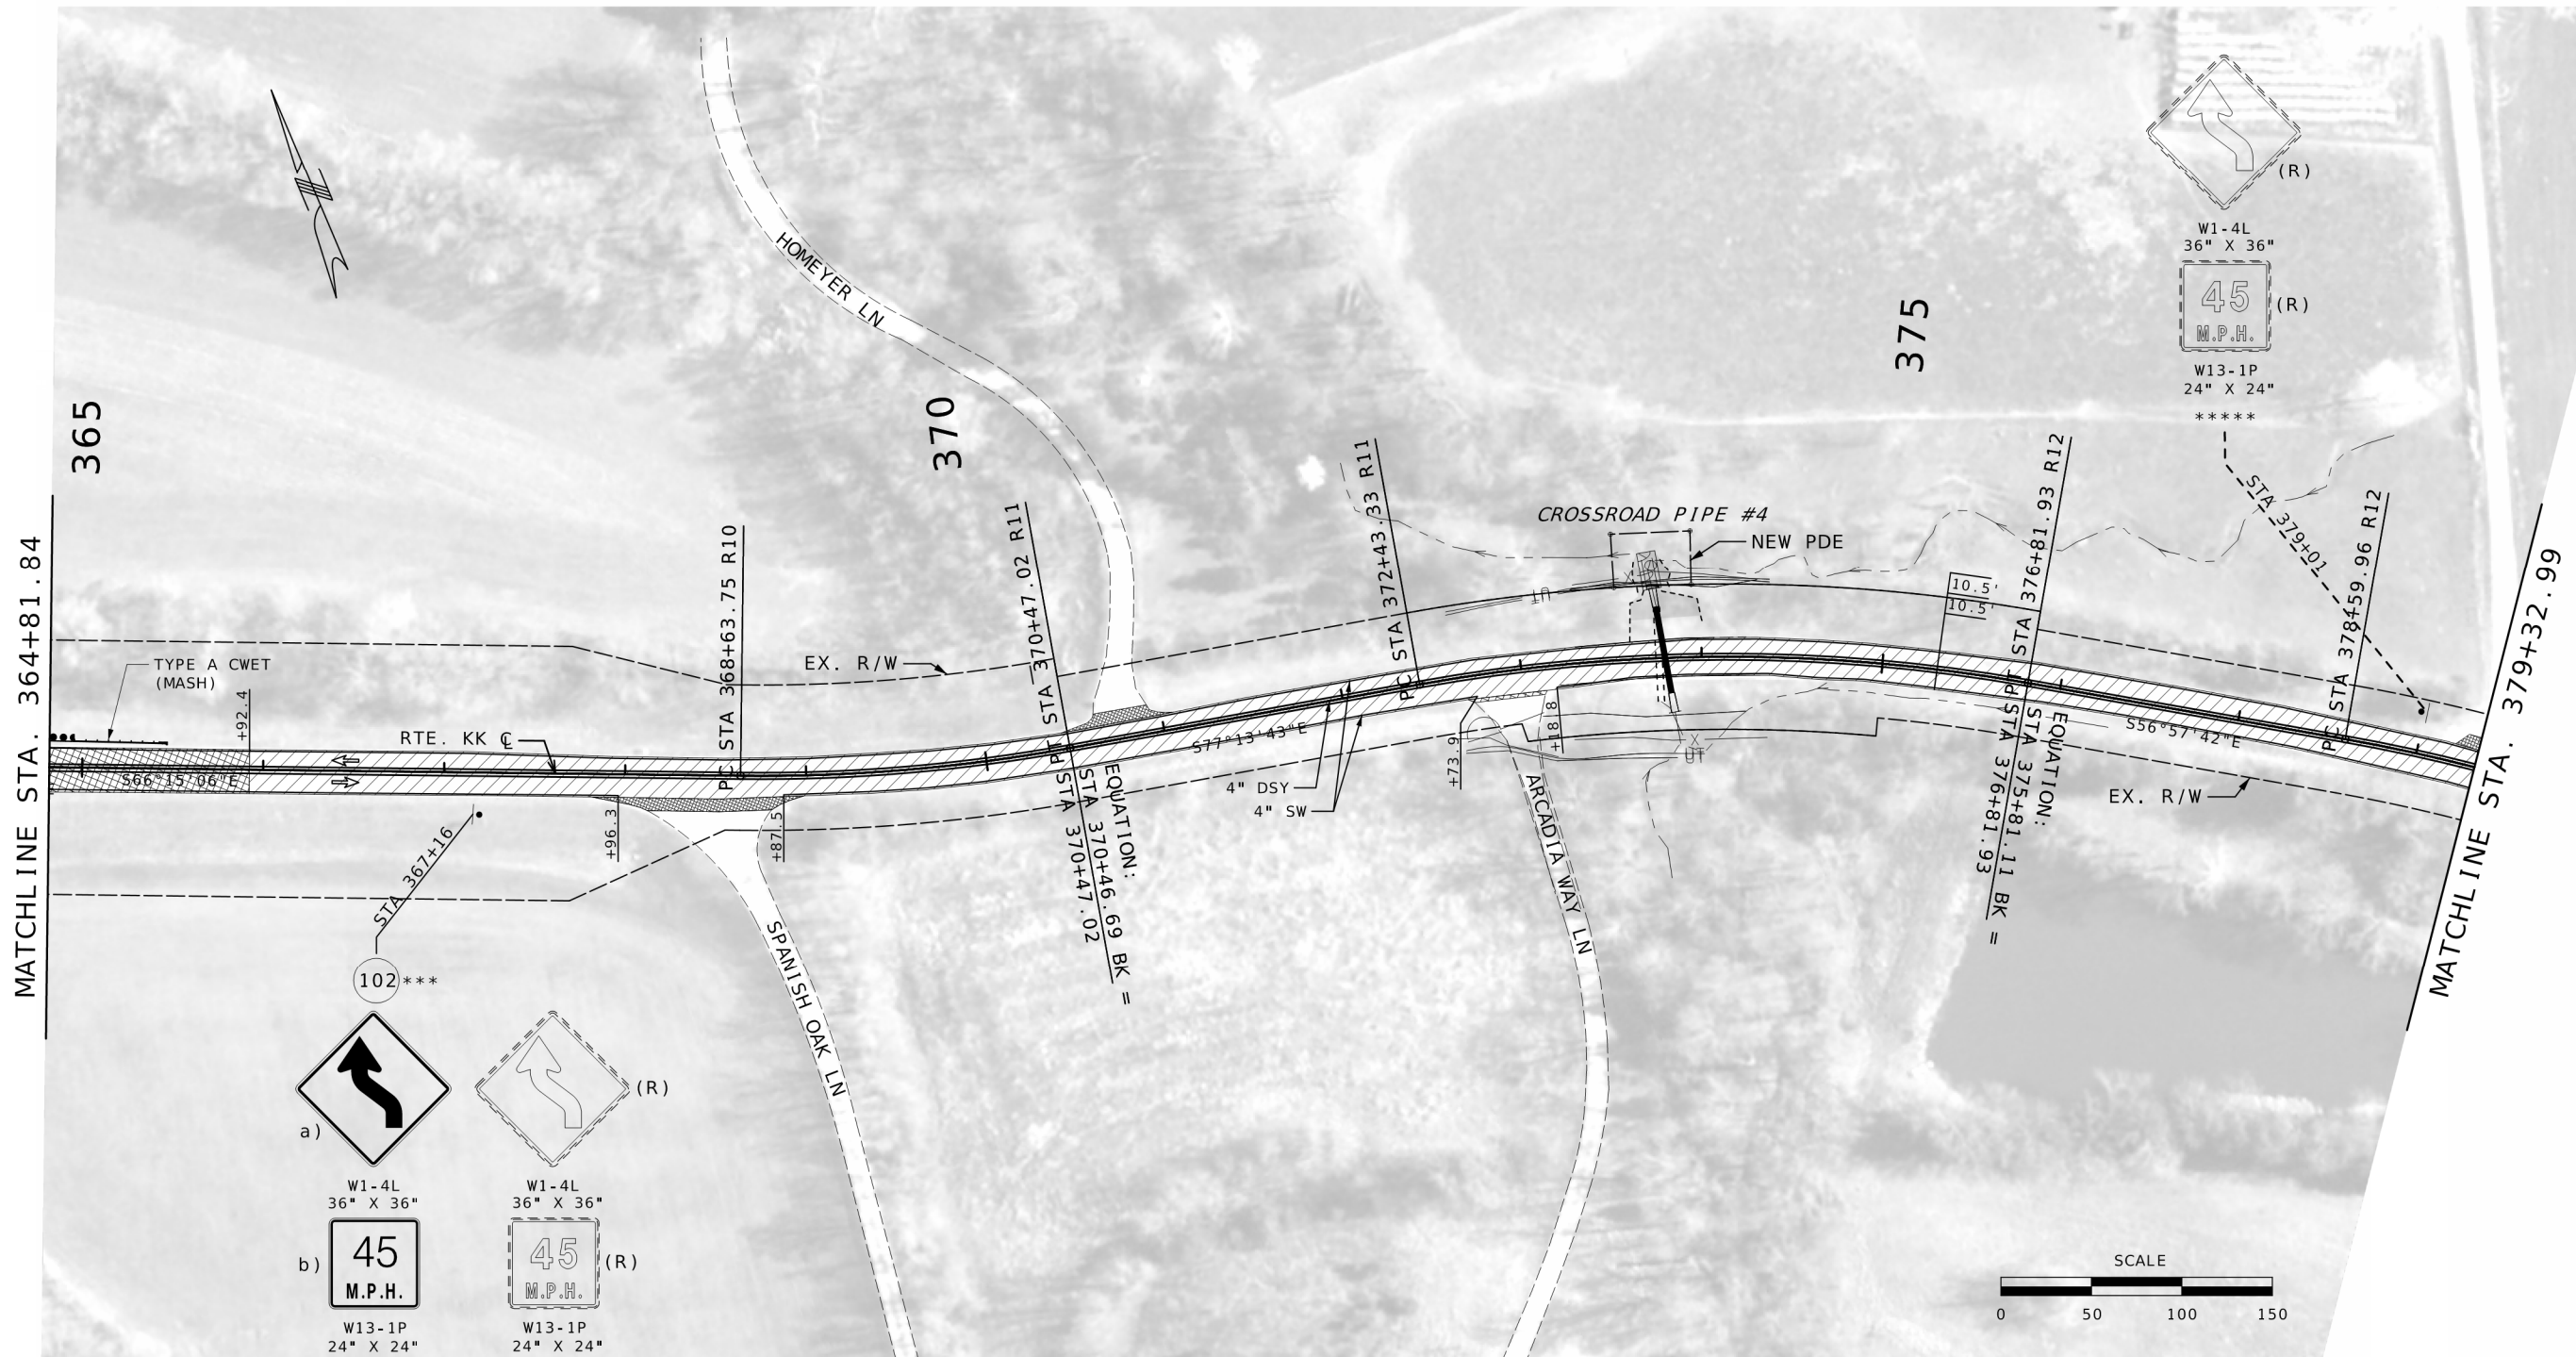 W1-4L
36" X 36"
(R)
45
M.P.H.
(R)
W13-1P
24" X 24"
*****
STA 379+01
365
370
375
HOMEYER LN
MATCHLINE STA. 364+81.84
TYPE A CWET
(MASH)
+92.4
S66°15'06"E
RTE. KK ℄
PC STA 368+63.75 R10
EX. R/W
PT STA 370+47.02 R11
EQUATION:
STA 370+46.69 BK =
STA 370+47.02
S77°13'43"E
PC STA 372+43.33 R11
CROSSROAD PIPE #4
NEW PDE
UT
10.5'
10.5'
PT STA 376+81.93 R12
EQUATION:
STA 375+81.11 BK =
STA 376+81.93
S56°57'42"E
PC STA 378+59.96 R12
EX. R/W
MATCHLINE STA. 379+32.99
4" DSY
4" SW
+73.9
+18.8
X
UT
ARCADIA WAY LN
+96.3
+87.5
SPANISH OAK LN
STA 367+16
102 ***
a)
W1-4L
36" X 36"
b)
45
M.P.H.
W13-1P
24" X 24"
(R)
W1-4L
36" X 36"
45
M.P.H.
(R)
W13-1P
24" X 24"
SCALE
0 50 100 150